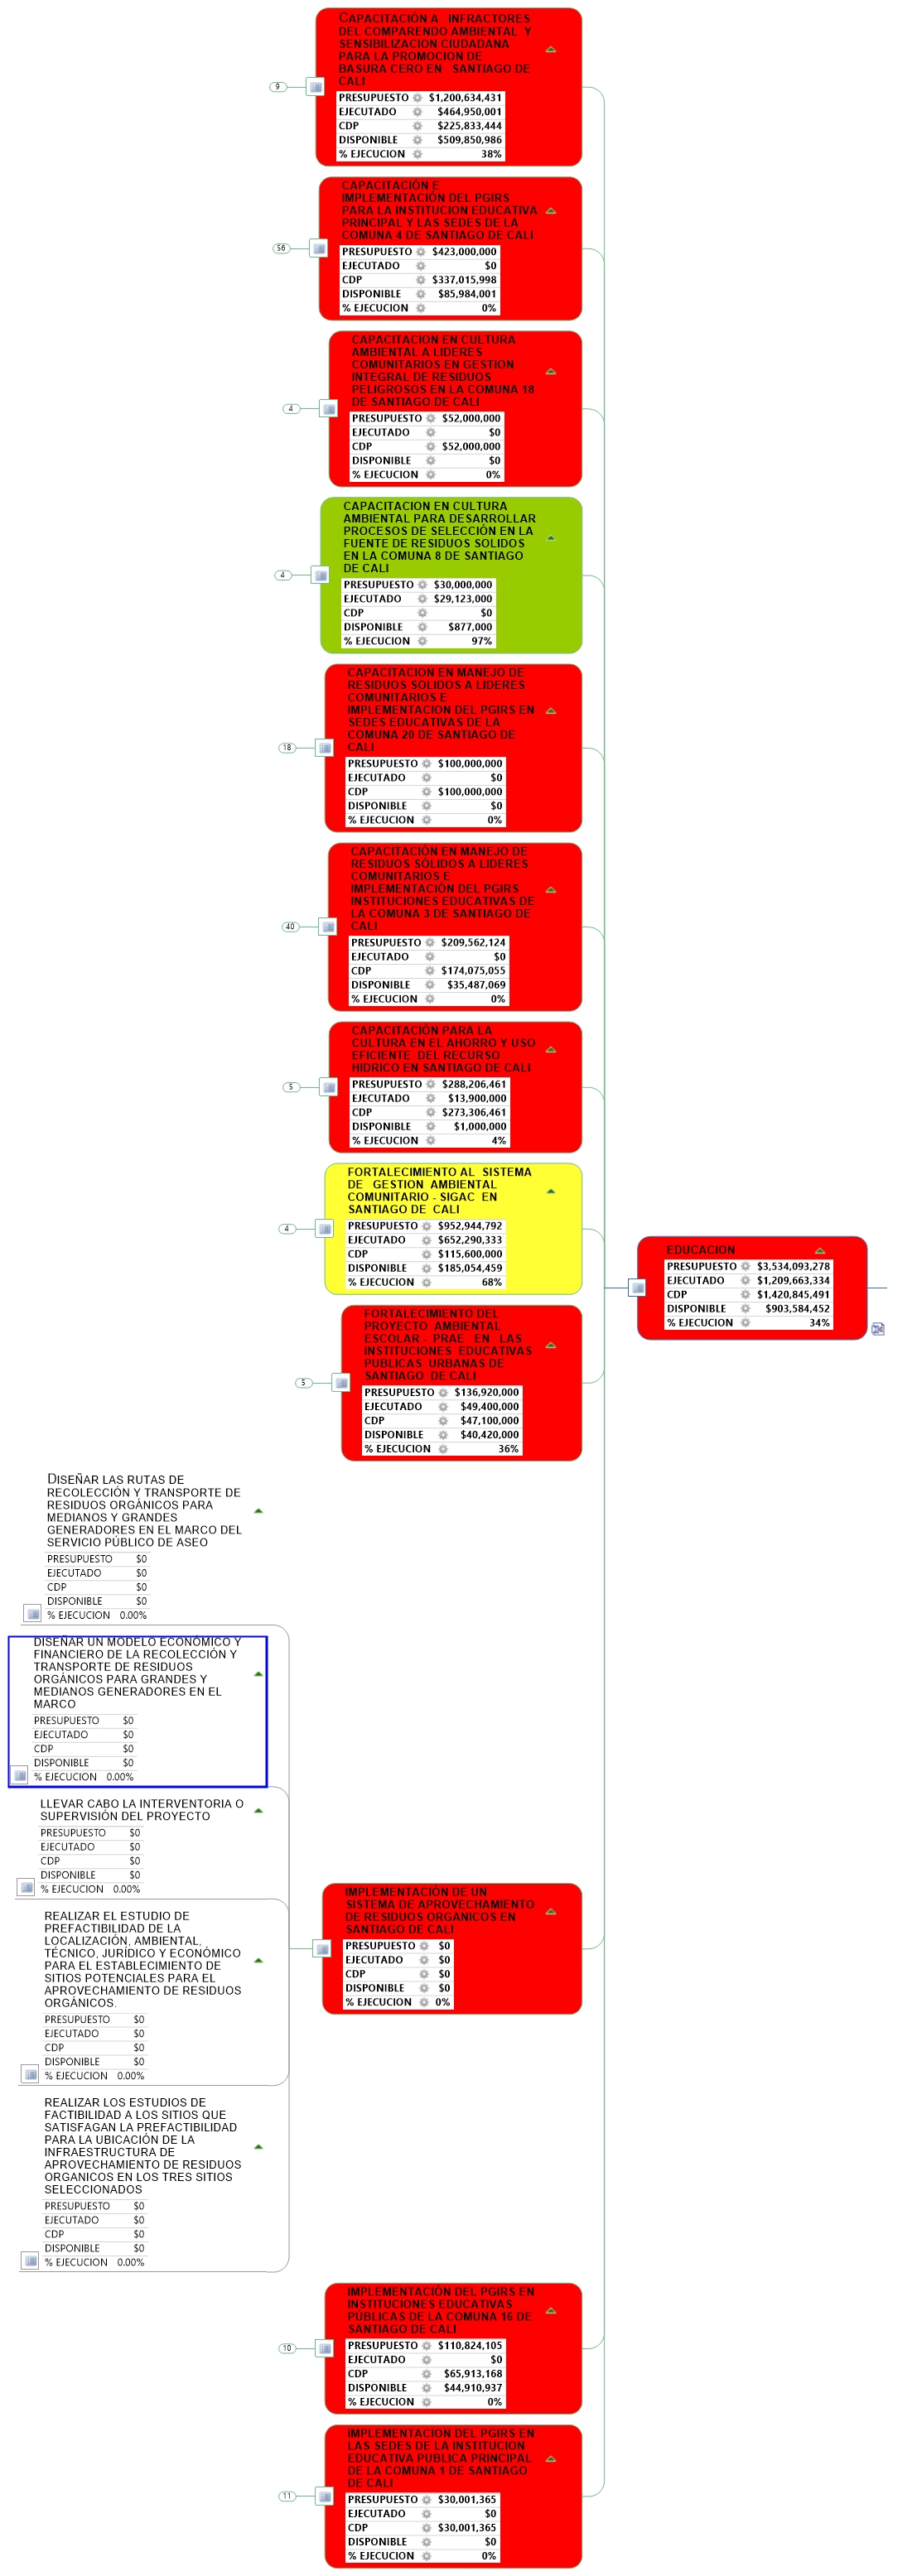 CAPACITACIÓN A INFRACTORES
DEL COMPARENDO AMBIENTAL Y
SENSIBILIZACION CIUDADANA
PARA LA PROMOCION DE
BASURA CERO EN SANTIAGO DE
CALI
9
PRESUPUESTO $1,200,634,431
EJECUTADO $464,950,001
CDP $225,833,444
DISPONIBLE $509,850,986
% EJECUCION 38%
CAPACITACIÓN E
IMPLEMENTACIÓN DEL PGIRS
PARA LA INSTITUCION EDUCATIVA
PRINCIPAL Y LAS SEDES DE LA
COMUNA 4 DE SANTIAGO DE CALI
56
PRESUPUESTO $423,000,000
EJECUTADO $0
CDP $337,015,998
DISPONIBLE $85,984,001
% EJECUCION 0%
CAPACITACION EN CULTURA
AMBIENTAL A LIDERES
COMUNITARIOS EN GESTION
INTEGRAL DE RESIDUOS
PELIGROSOS EN LA COMUNA 18
DE SANTIAGO DE CALI
4
PRESUPUESTO $52,000,000
EJECUTADO $0
CDP $52,000,000
DISPONIBLE $0
% EJECUCION 0%
CAPACITACION EN CULTURA
AMBIENTAL PARA DESARROLLAR
PROCESOS DE SELECCIÓN EN LA
FUENTE DE RESIDUOS SOLIDOS
EN LA COMUNA 8 DE SANTIAGO
DE CALI
4
PRESUPUESTO $30,000,000
EJECUTADO $29,123,000
CDP $0
DISPONIBLE $877,000
% EJECUCION 97%
CAPACITACION EN MANEJO DE
RESIDUOS SOLIDOS A LIDERES
COMUNITARIOS E
IMPLEMENTACION DEL PGIRS EN
SEDES EDUCATIVAS DE LA
COMUNA 20 DE SANTIAGO DE
CALI
18
PRESUPUESTO $100,000,000
EJECUTADO $0
CDP $100,000,000
DISPONIBLE $0
% EJECUCION 0%
CAPACITACIÓN EN MANEJO DE
RESIDUOS SÓLIDOS A LIDERES
COMUNITARIOS E
IMPLEMENTACIÓN DEL PGIRS
INSTITUCIONES EDUCATIVAS DE
LA COMUNA 3 DE SANTIAGO DE
CALI
40
PRESUPUESTO $209,562,124
EJECUTADO $0
CDP $174,075,055
DISPONIBLE $35,487,069
% EJECUCION 0%
CAPACITACIÓN PARA LA
CULTURA EN EL AHORRO Y USO
EFICIENTE DEL RECURSO
HIDRICO EN SANTIAGO DE CALI
5
PRESUPUESTO $288,206,461
EJECUTADO $13,900,000
CDP $273,306,461
DISPONIBLE $1,000,000
% EJECUCION 4%
FORTALECIMIENTO AL SISTEMA
DE GESTION AMBIENTAL
COMUNITARIO - SIGAC EN
SANTIAGO DE CALI
4
PRESUPUESTO $952,944,792
EJECUTADO $652,290,333
CDP $115,600,000
DISPONIBLE $185,054,459
% EJECUCION 68%
EDUCACION
PRESUPUESTO $3,534,093,278
EJECUTADO $1,209,663,334
CDP $1,420,845,491
DISPONIBLE $903,584,452
% EJECUCION 34%
FORTALECIMIENTO DEL
PROYECTO AMBIENTAL
ESCOLAR - PRAE EN LAS
INSTITUCIONES EDUCATIVAS
PUBLICAS URBANAS DE
SANTIAGO DE CALI
5
PRESUPUESTO $136,920,000
EJECUTADO $49,400,000
CDP $47,100,000
DISPONIBLE $40,420,000
% EJECUCION 36%
DISEÑAR LAS RUTAS DE
RECOLECCIÓN Y TRANSPORTE DE
RESIDUOS ORGÁNICOS PARA
MEDIANOS Y GRANDES
GENERADORES EN EL MARCO DEL
SERVICIO PÚBLICO DE ASEO
PRESUPUESTO $0
EJECUTADO $0
CDP $0
DISPONIBLE $0
% EJECUCION 0.00%
DISEÑAR UN MODELO ECONÓMICO Y
FINANCIERO DE LA RECOLECCIÓN Y
TRANSPORTE DE RESIDUOS
ORGÁNICOS PARA GRANDES Y
MEDIANOS GENERADORES EN EL
MARCO
PRESUPUESTO $0
EJECUTADO $0
CDP $0
DISPONIBLE $0
% EJECUCION 0.00%
LLEVAR CABO LA INTERVENTORIA O
SUPERVISIÓN DEL PROYECTO
PRESUPUESTO $0
EJECUTADO $0
CDP $0
DISPONIBLE $0
% EJECUCION 0.00%
REALIZAR EL ESTUDIO DE
PREFACTIBILIDAD DE LA
LOCALIZACIÓN, AMBIENTAL,
TÉCNICO, JURÍDICO Y ECONÓMICO
PARA EL ESTABLECIMIENTO DE
SITIOS POTENCIALES PARA EL
APROVECHAMIENTO DE RESIDUOS
ORGÁNICOS.
PRESUPUESTO $0
EJECUTADO $0
CDP $0
DISPONIBLE $0
% EJECUCION 0.00%
REALIZAR LOS ESTUDIOS DE
FACTIBILIDAD A LOS SITIOS QUE
SATISFAGAN LA PREFACTIBILIDAD
PARA LA UBICACIÓN DE LA
INFRAESTRUCTURA DE
APROVECHAMIENTO DE RESIDUOS
ORGANICOS EN LOS TRES SITIOS
SELECCIONADOS
PRESUPUESTO $0
EJECUTADO $0
CDP $0
DISPONIBLE $0
% EJECUCION 0.00%
IMPLEMENTACIÓN DE UN
SISTEMA DE APROVECHAMIENTO
DE RESIDUOS ORGANICOS EN
SANTIAGO DE CALI
PRESUPUESTO $0
EJECUTADO $0
CDP $0
DISPONIBLE $0
% EJECUCION 0%
IMPLEMENTACIÓN DEL PGIRS EN
INSTITUCIONES EDUCATIVAS
PÚBLICAS DE LA COMUNA 16 DE
SANTIAGO DE CALI
10
PRESUPUESTO $110,824,105
EJECUTADO $0
CDP $65,913,168
DISPONIBLE $44,910,937
% EJECUCION 0%
IMPLEMENTACION DEL PGIRS EN
LAS SEDES DE LA INSTITUCION
EDUCATIVA PUBLICA PRINCIPAL
DE LA COMUNA 1 DE SANTIAGO
DE CALI
11
PRESUPUESTO $30,001,365
EJECUTADO $0
CDP $30,001,365
DISPONIBLE $0
% EJECUCION 0%